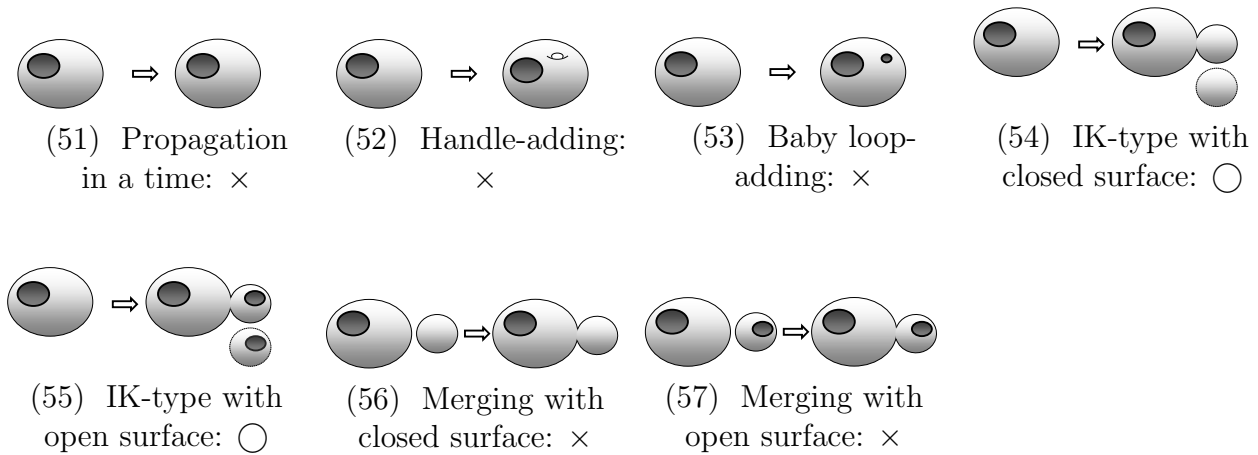 (51) Propagation
in a time: ×
(52) Handle-adding:
×
(53) Baby loop-
adding: ×
(54) IK-type with
closed surface: ◯
(55) IK-type with
open surface: ◯
(56) Merging with
closed surface: ×
(57) Merging with
open surface: ×